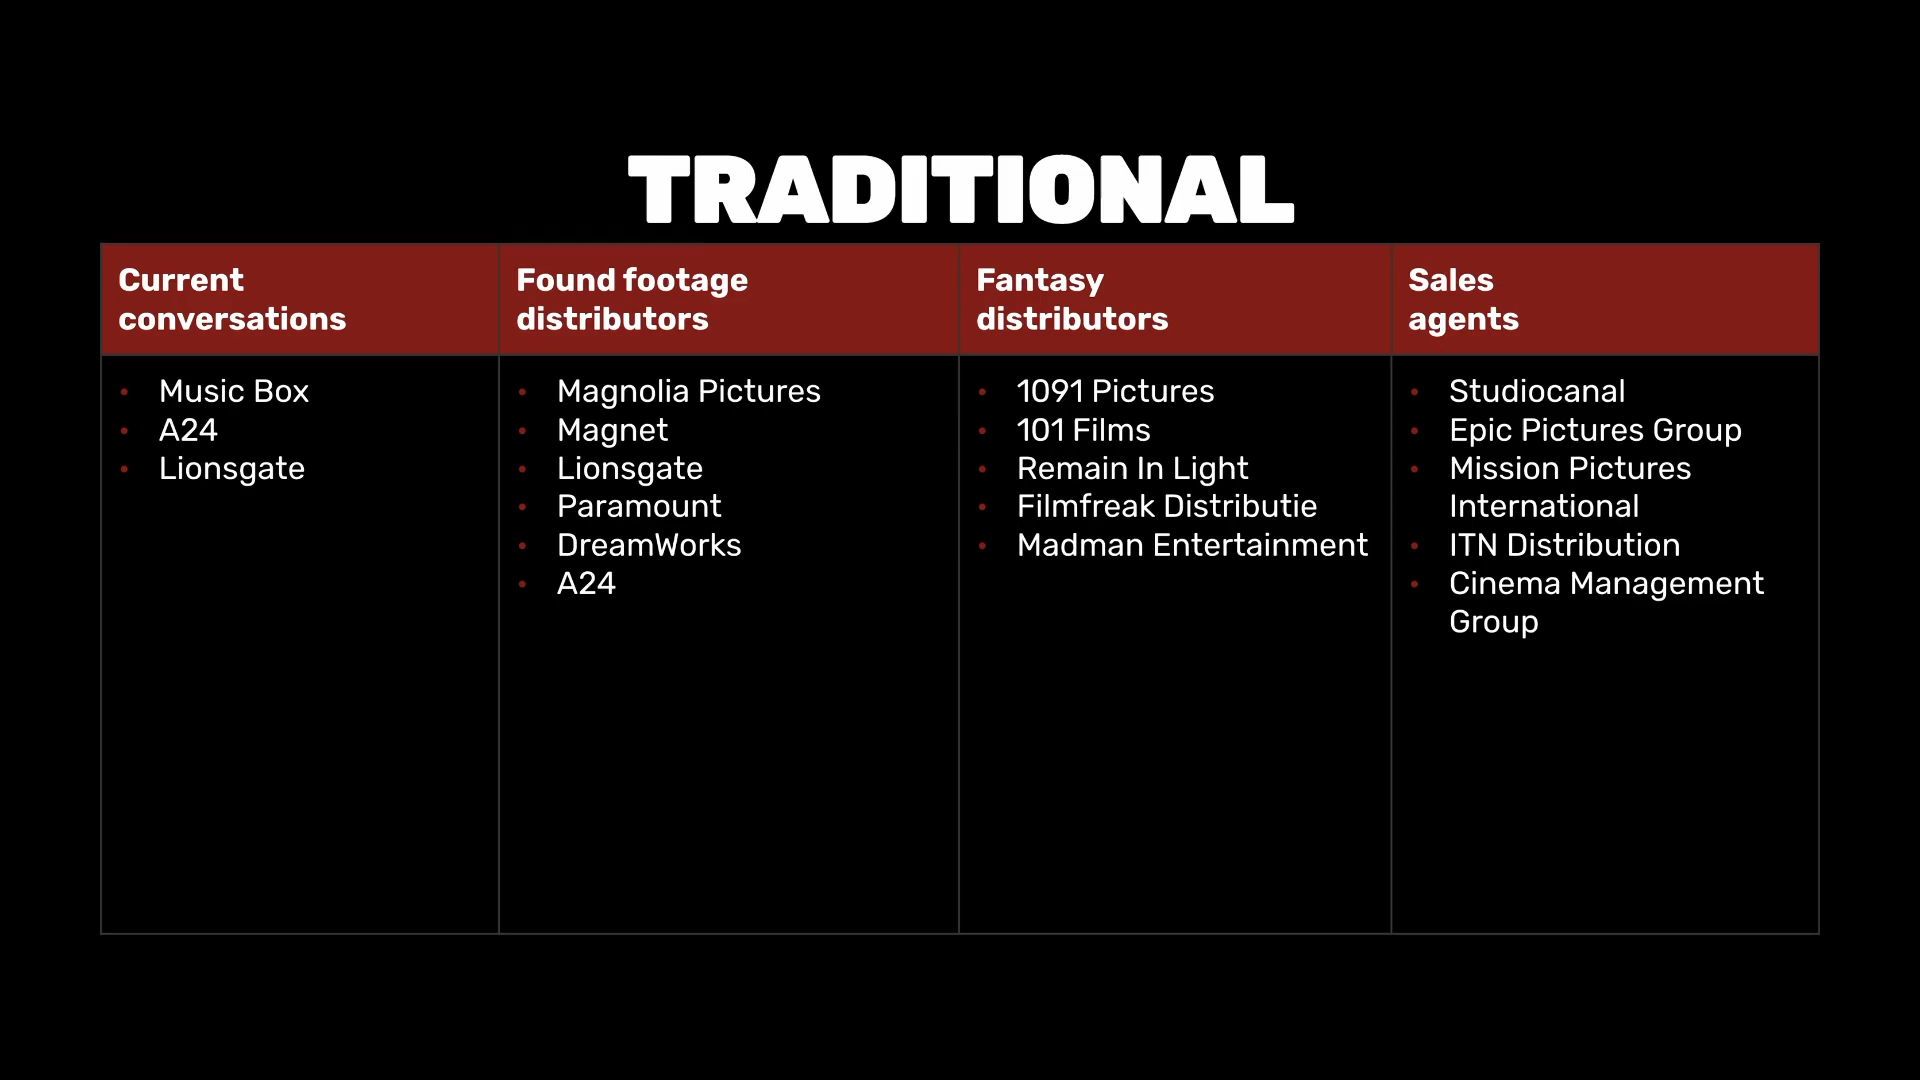 TRADITIONAL
Current
conversations
Found footage
distributors
Fantasy
distributors
Sales
agents
• Music Box
• A24
• Lionsgate
• Magnolia Pictures
• Magnet
• Lionsgate
• Paramount
• DreamWorks
• A24
• 1091 Pictures
• 101 Films
• Remain In Light
• Filmfreak Distributie
• Madman Entertainment
• Studiocanal
• Epic Pictures Group
• Mission Pictures
International
• ITN Distribution
• Cinema Management
Group